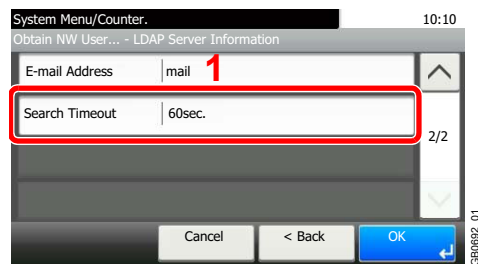 System Menu/Counter.
10:10
Obtain NW User... - LDAP Server Information
E-mail Address
mail
1
Search Timeout
60sec.
2/2
Cancel
< Back
OK
GB0692_01